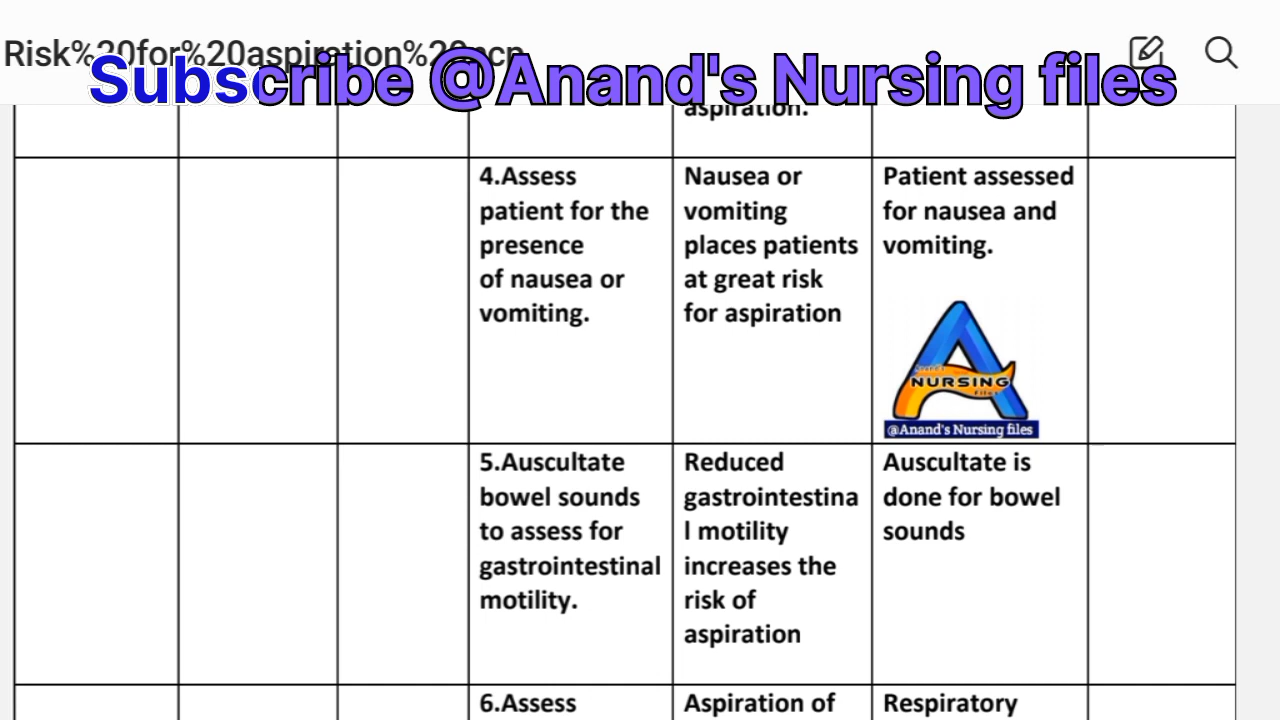 Risk%20for%20aspiration%20ncp
Subscribe @Anand's Nursing files
aspiration.
4.Assess
patient for the
presence
of nausea or
vomiting.
Nausea or
vomiting
places patients
at great risk
for aspiration
Patient assessed
for nausea and
vomiting.
NURSING
Files
@Anand's Nursing files
5.Auscultate
bowel sounds
to assess for
gastrointestinal
motility.
Reduced
gastrointestina
l motility
increases the
risk of
aspiration
Auscultate is
done for bowel
sounds
6.Assess
Aspiration of
Respiratory